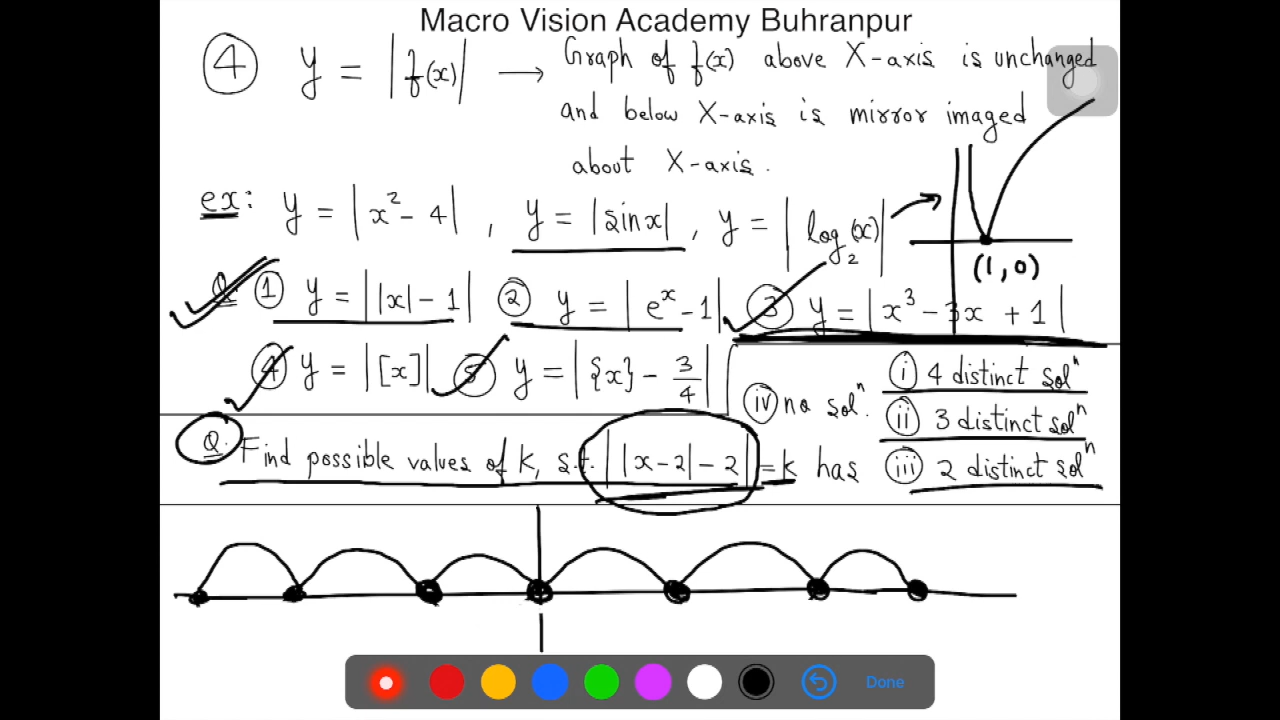 Macro Vision Academy Buhranpur
④ y = |f(x)| → Graph of f(x) above X-axis is unchanged
and below X-axis is mirror imaged
about X-axis.
ex: y = |x² - 4| , y = |sinx| , y = |log₂(x)|
(1, 0)
Q ① y = ||x| - 1| ② y = |eˣ - 1| ③ y = |x³ - 3x + 1|
④ y = |[x]| ⑤ y = |{x} - 3/4|
Q. Find possible values of K, s.t. ||x-2| - 2| = k has
(i) 4 distinct solⁿ
(ii) 3 distinct solⁿ
(iii) 2 distinct solⁿ
(iv) no solⁿ.
Done